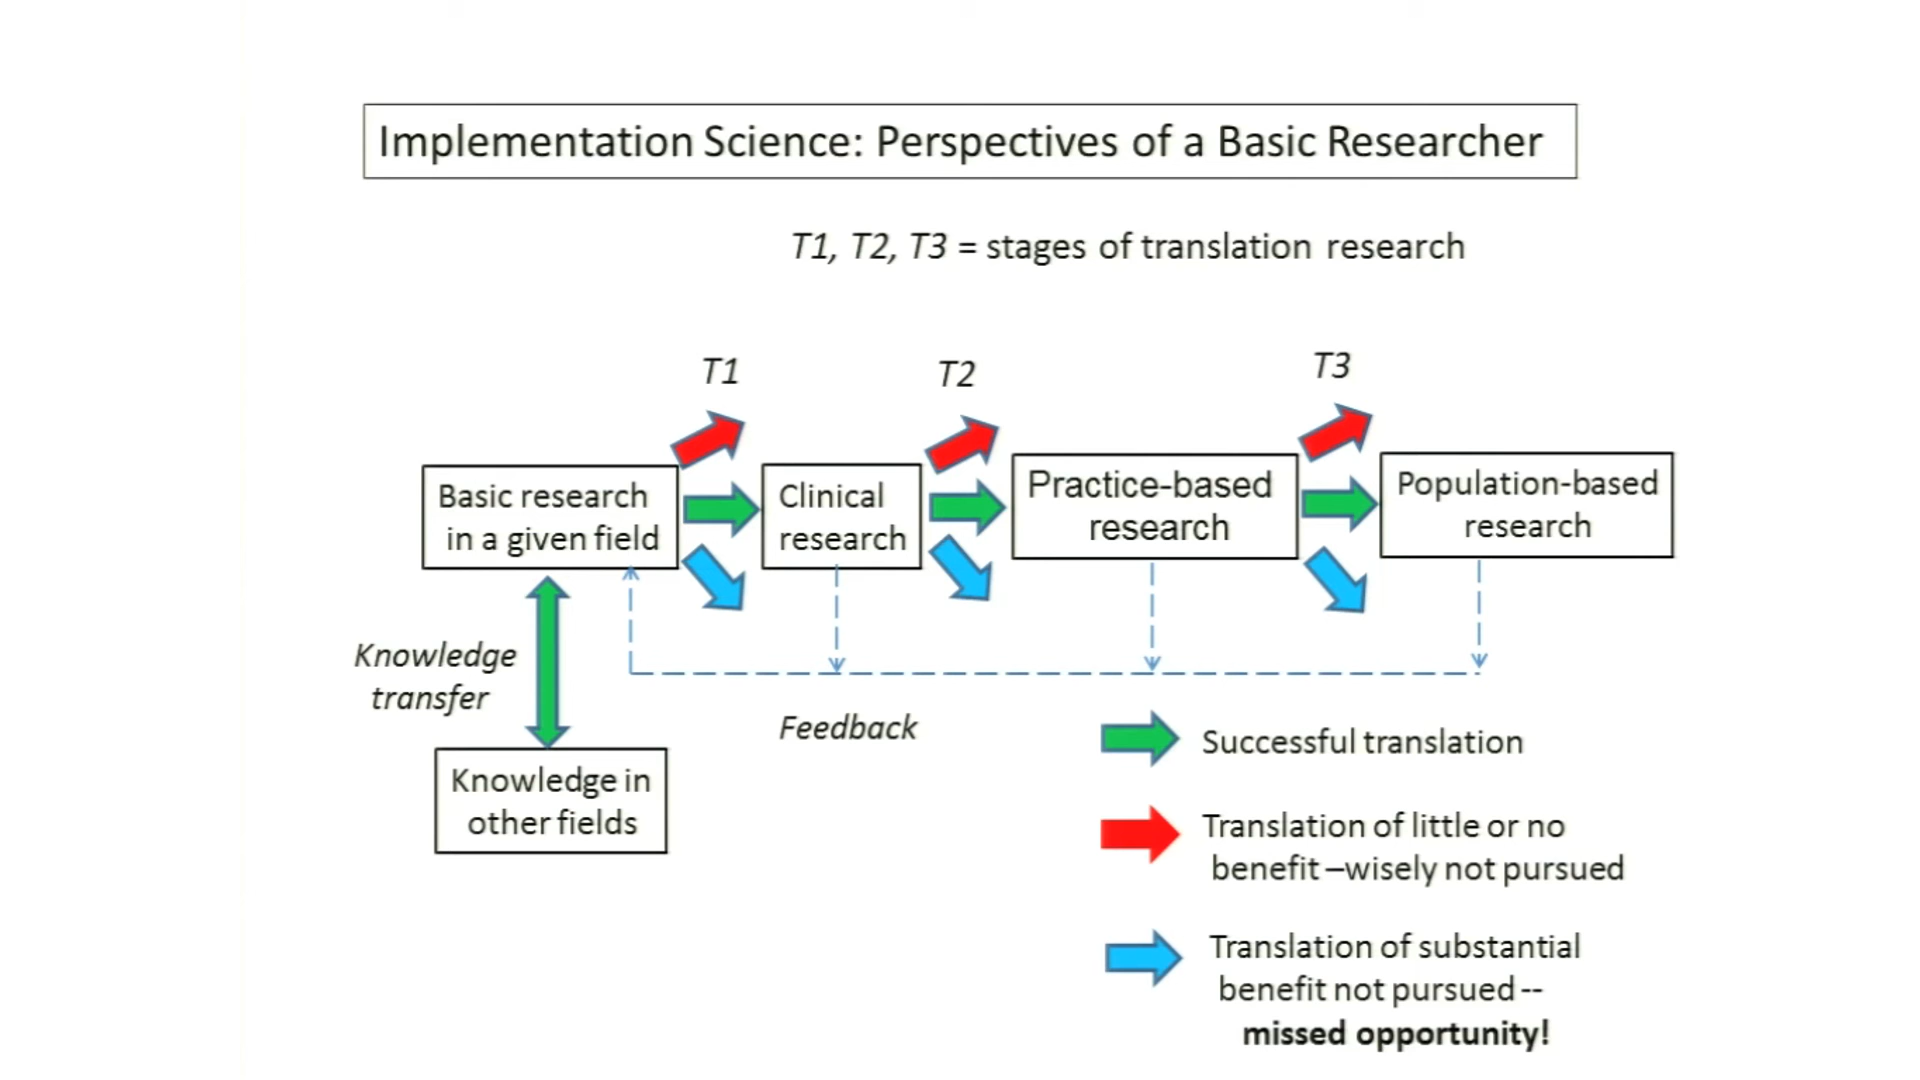 Implementation Science: Perspectives of a Basic Researcher
T1, T2, T3 = stages of translation research
T1
T2
T3
Basic research
in a given field
Clinical
research
Practice-based
research
Population-based
research
Knowledge
transfer
Feedback
Knowledge in
other fields
Successful translation
Translation of little or no
benefit –wisely not pursued
Translation of substantial
benefit not pursued --
missed opportunity!